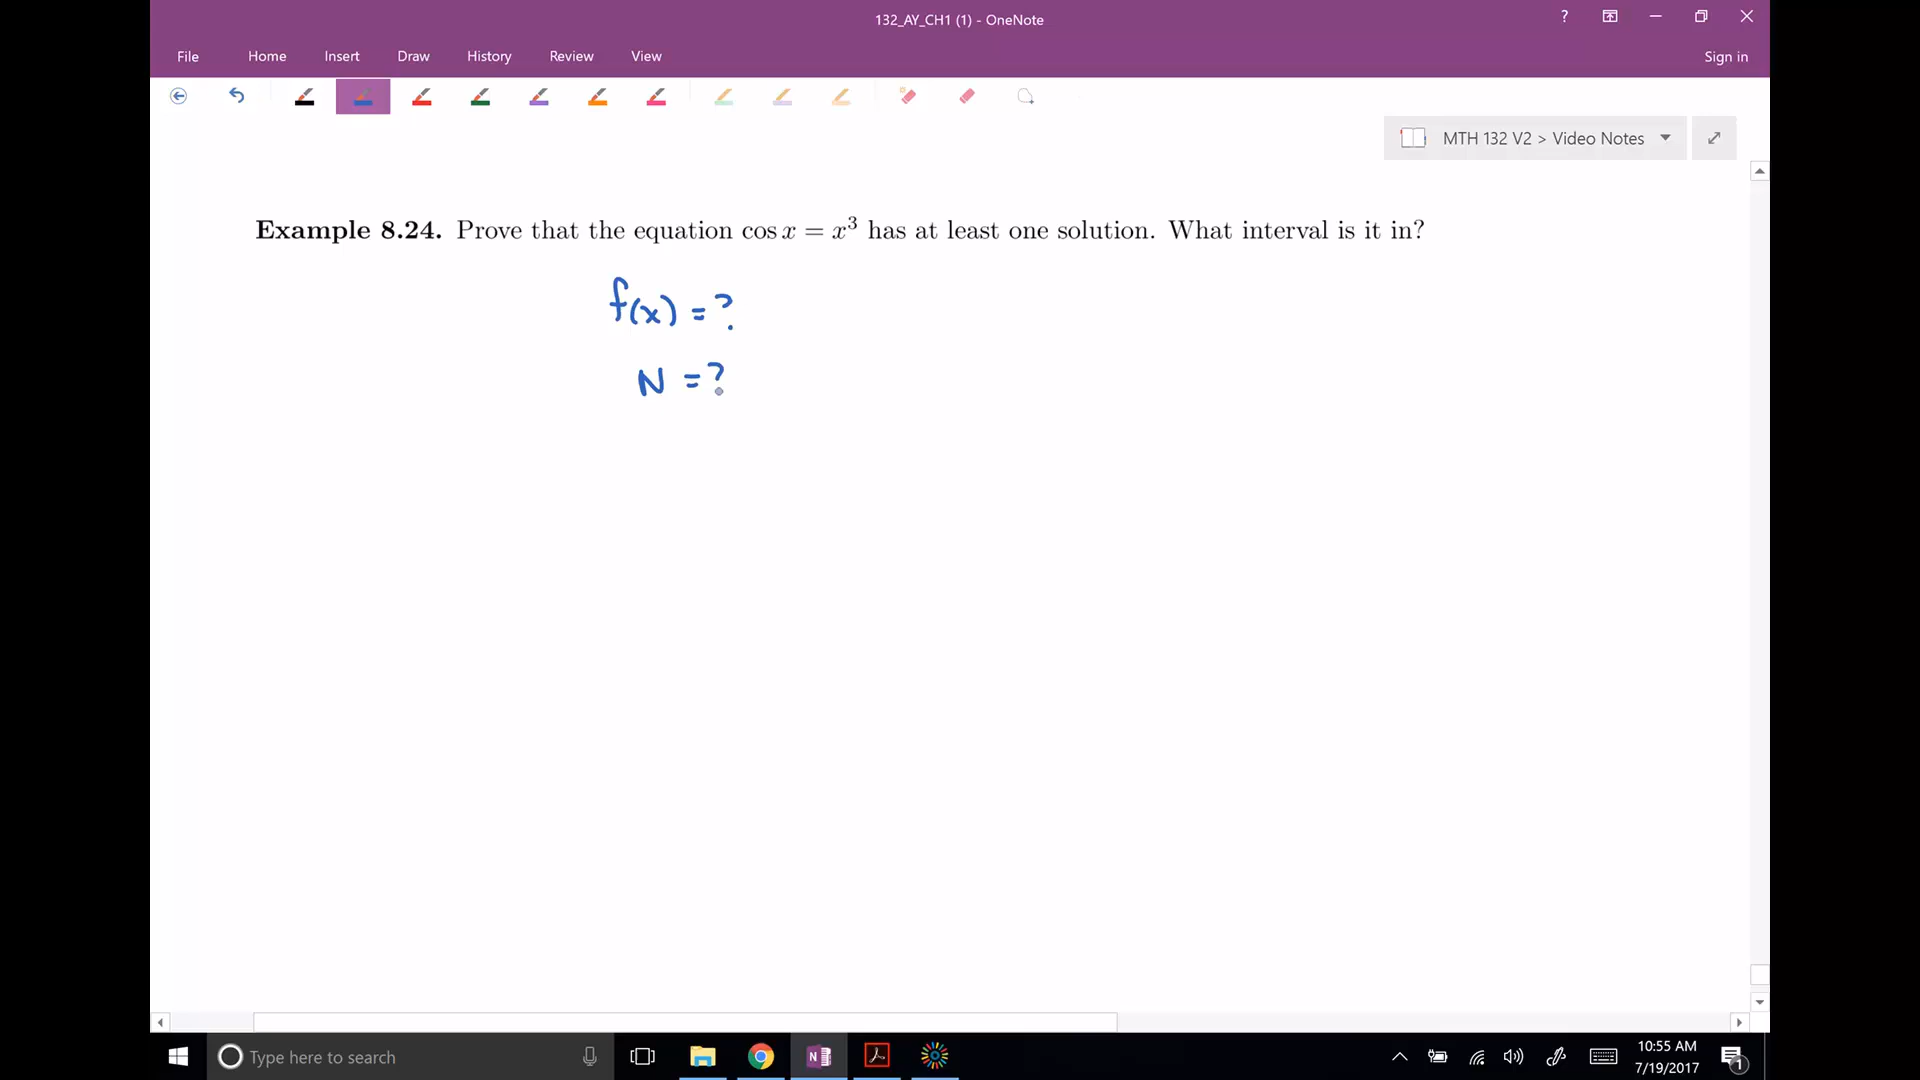 132_AY_CH1 (1) - OneNote
?
File Home Insert Draw History Review View Sign in
MTH 132 V2 > Video Notes
Example 8.24. Prove that the equation cos x = x³ has at least one solution. What interval is it in?
f(x) = ?
N = ?
Type here to search
N
10:55 AM
7/19/2017
1